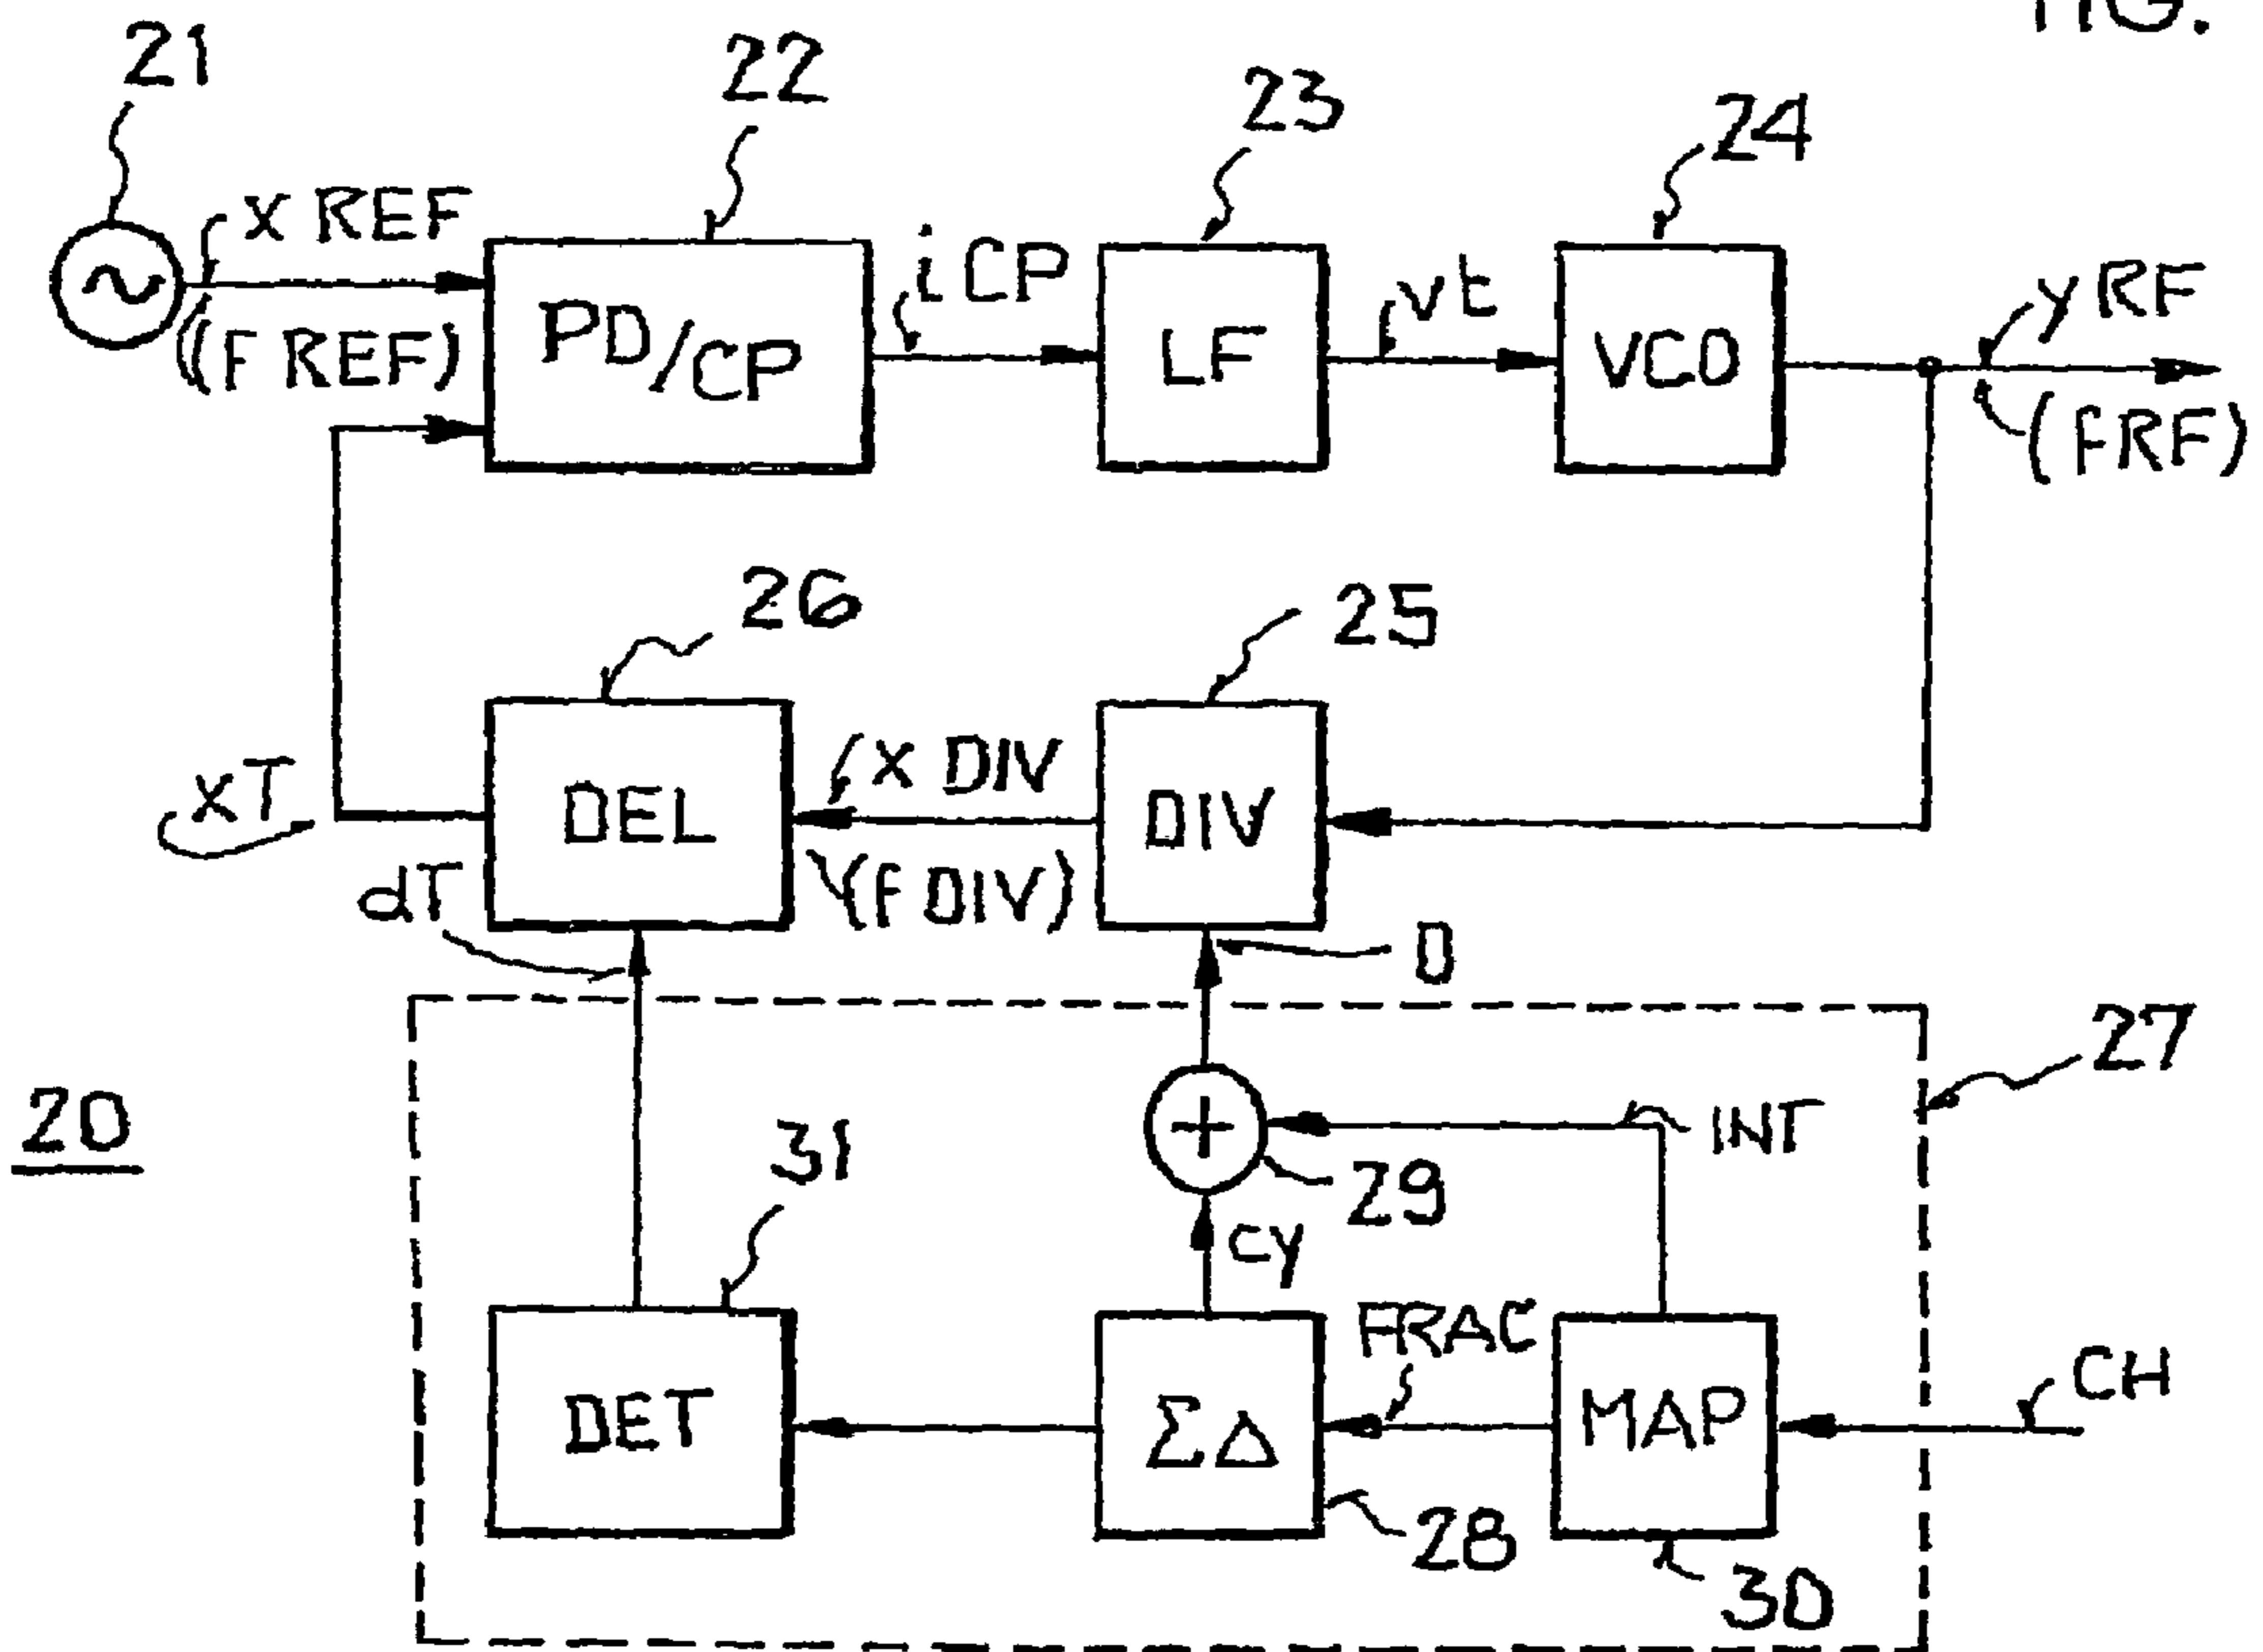 FIG.
21
22
23
24
x REF
(F REF)
PD/CP
iCP
LF
vt
VCO
yRF
(FRF)
26
25
xT
DEL
x DIV
(F DIV)
DIV
dT
D
27
20
31
INT
29
cy
FRAC
DET
ΣΔ
MAP
CH
28
30